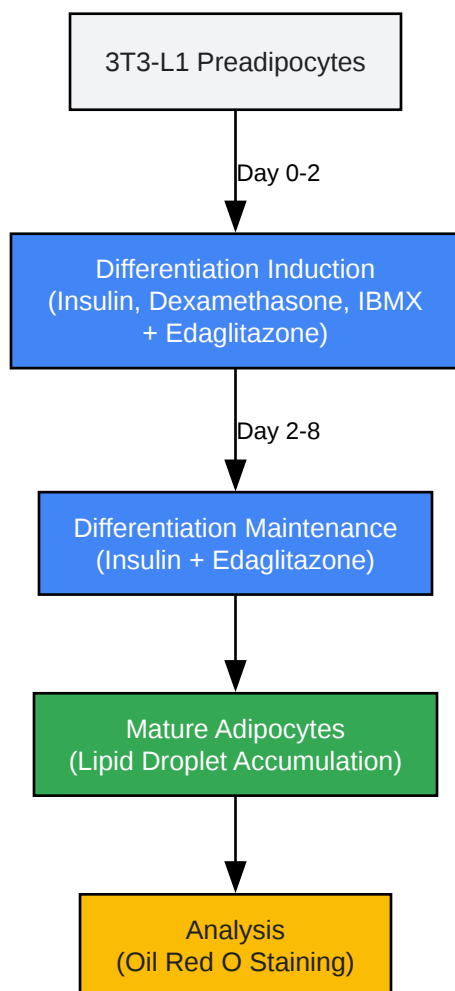 3T3-L1 Preadipocytes
Day 0-2
Differentiation Induction
(Insulin, Dexamethasone, IBMX
+ Edaglitazone)
Day 2-8
Differentiation Maintenance
(Insulin + Edaglitazone)
Mature Adipocytes
(Lipid Droplet Accumulation)
Analysis
(Oil Red O Staining)